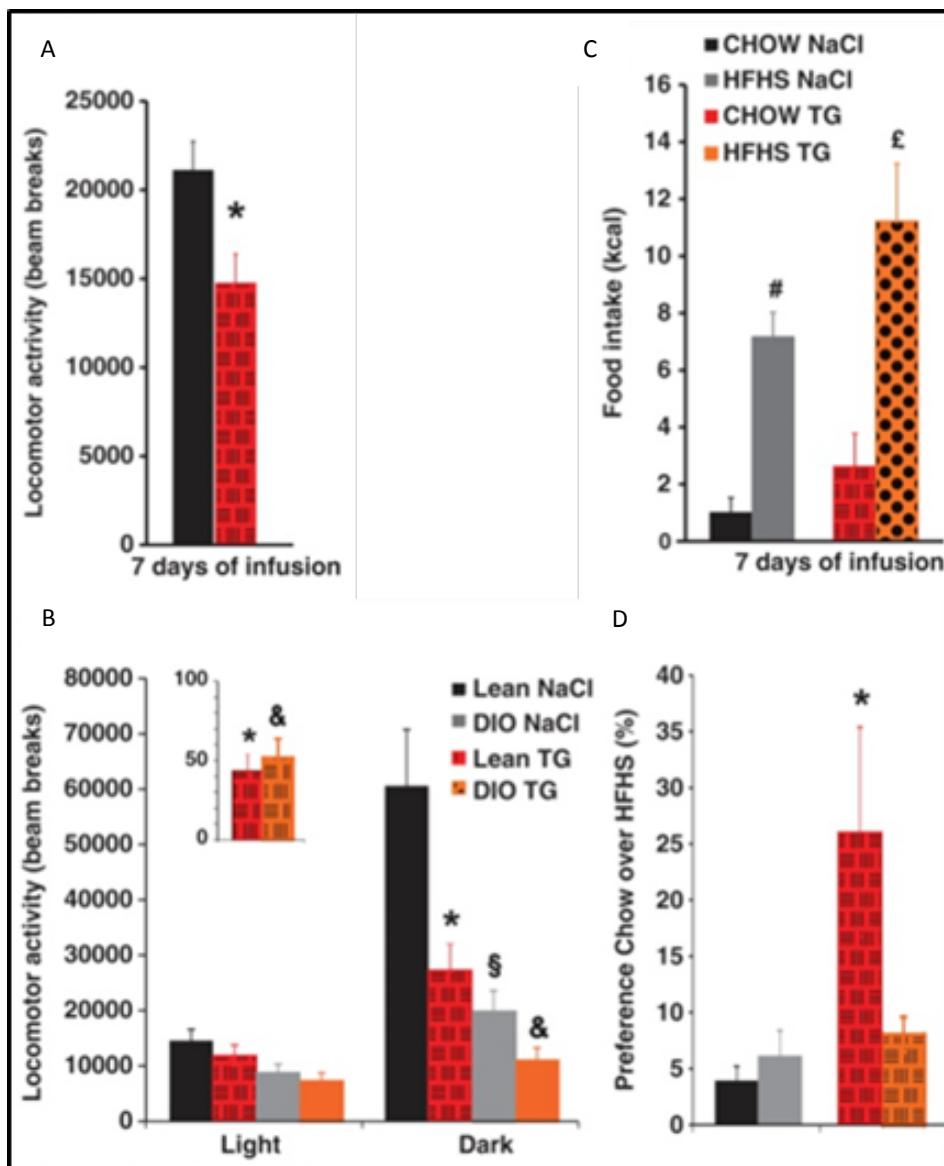 A
Locomotor actrivity (beam breaks)
25000
20000
15000
10000
5000
0
*
7 days of infusion
C
CHOW NaCl
HFHS NaCl
CHOW TG
HFHS TG
Food intake (kcal)
16
14
12
10
8
6
4
2
0
#
£
7 days of infusion
B
Locomotor activity (beam breaks)
80000
70000
60000
50000
40000
30000
20000
10000
0
100
50
0
*
&
Lean NaCl
DIO NaCl
Lean TG
DIO TG
*
§
&
Light
Dark
D
Preference Chow over HFHS (%)
40
35
30
25
20
15
10
5
0
*